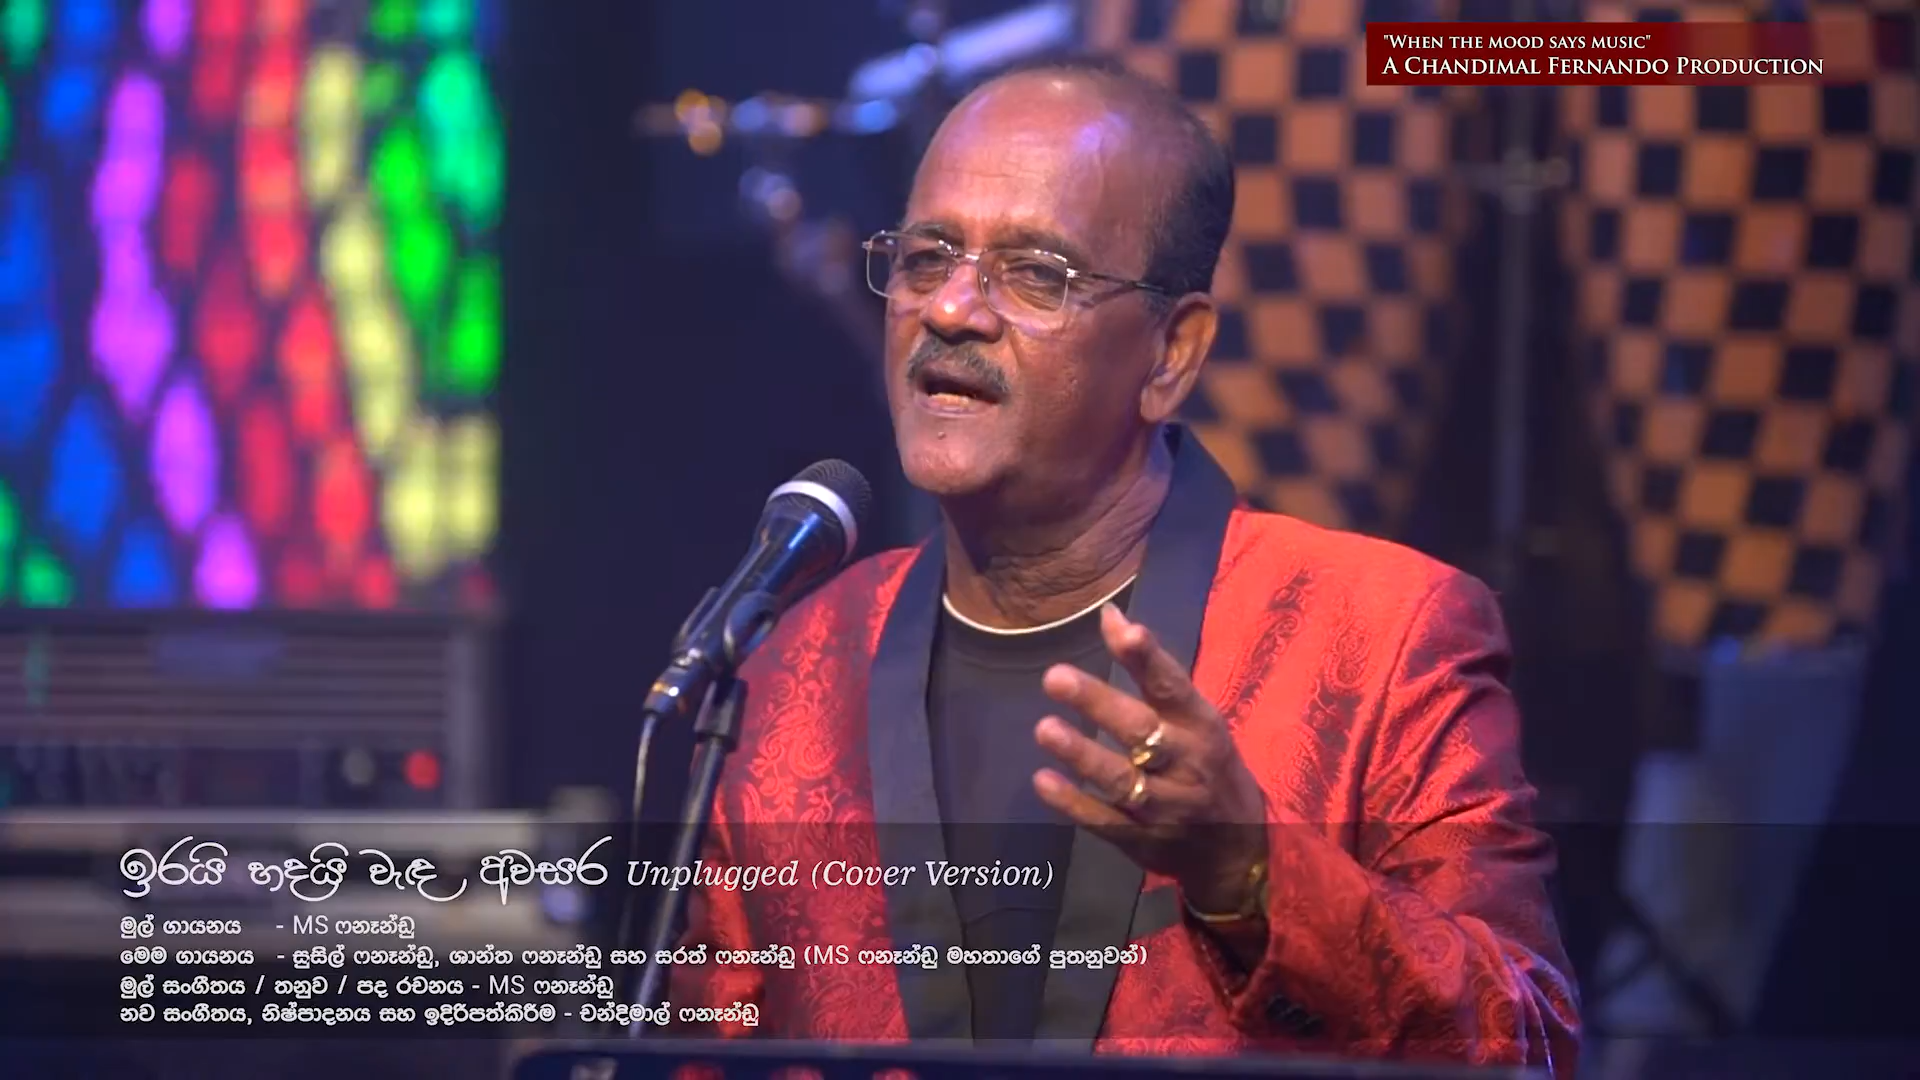 "When the mood says music"
A Chandimal Fernando Production
ඉරයි හඳයි වැඳ අවසර Unplugged (Cover Version)
මුල් ගායනය - MS ෆනෑන්ඩු
මෙම ගායනය - සුසිල් ෆනෑන්ඩු, ශාන්ත ෆනෑන්ඩු සහ සරත් ෆනෑන්ඩු (MS ෆනෑන්ඩු මහතාගේ පුතනුවන්)
මුල් සංගීතය / තනුව / පද රචනය - MS ෆනෑන්ඩු
නව සංගීතය, නිෂ්පාදනය සහ ඉදිරිපත්කිරීම - චන්දිමාල් ෆනෑන්ඩු